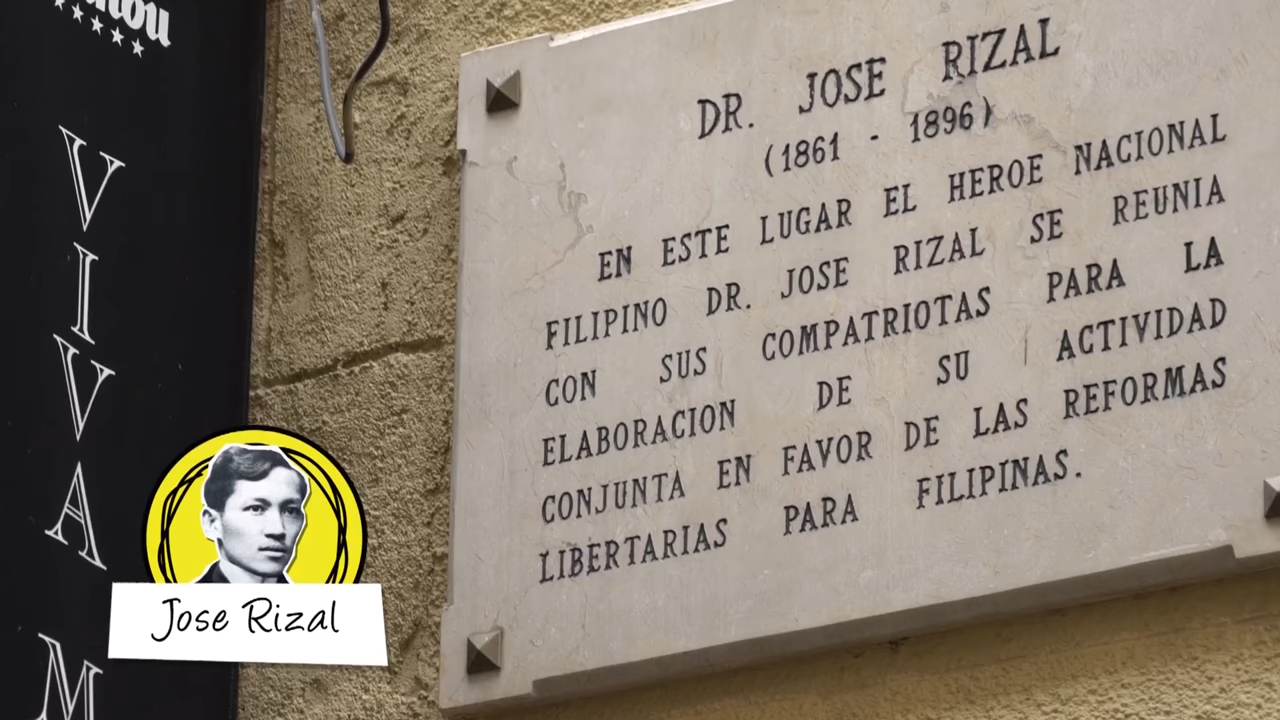 VIVA M
DR. JOSE RIZAL
(1861 - 1896)
EN ESTE LUGAR EL HEROE NACIONAL
FILIPINO DR. JOSE RIZAL SE REUNIA
CON SUS COMPATRIOTAS PARA LA
ELABORACION DE SU ACTIVIDAD
CONJUNTA EN FAVOR DE LAS REFORMAS
LIBERTARIAS PARA FILIPINAS.
Jose Rizal